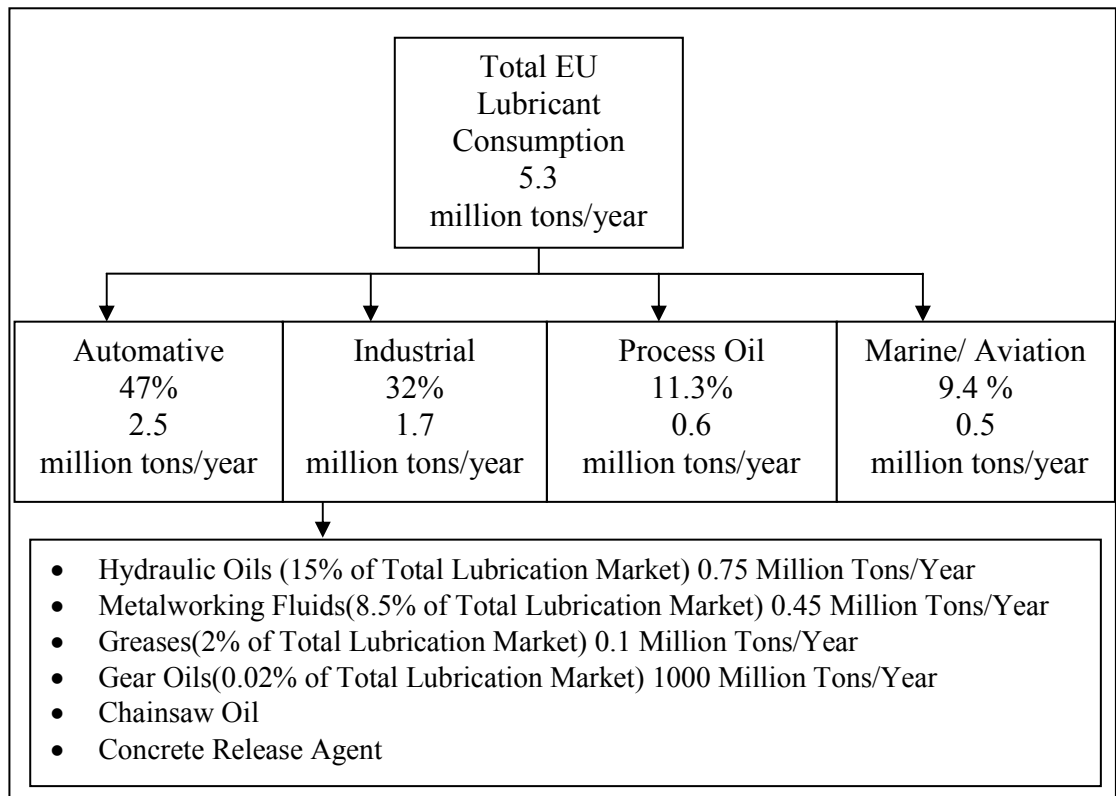 Total EU
Lubricant
Consumption
5.3
million tons/year
Automative
47%
2.5
million tons/year
Industrial
32%
1.7
million tons/year
Process Oil
11.3%
0.6
million tons/year
Marine/ Aviation
9.4 %
0.5
million tons/year
• Hydraulic Oils (15% of Total Lubrication Market) 0.75 Million Tons/Year
• Metalworking Fluids(8.5% of Total Lubrication Market) 0.45 Million Tons/Year
• Greases(2% of Total Lubrication Market) 0.1 Million Tons/Year
• Gear Oils(0.02% of Total Lubrication Market) 1000 Million Tons/Year
• Chainsaw Oil
• Concrete Release Agent